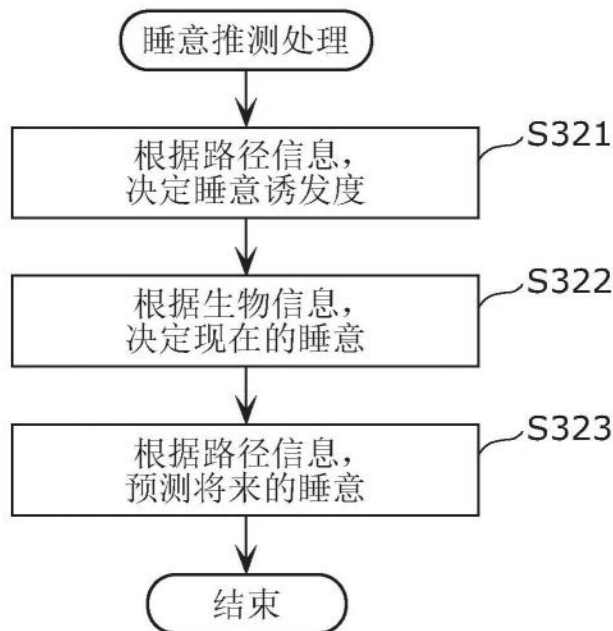 睡意推测处理
根据路径信息，
决定睡意诱发度
S321
根据生物信息，
决定现在的睡意
S322
根据路径信息，
预测将来的睡意
S323
结束